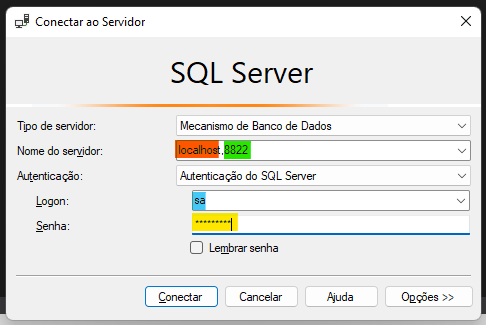 Conectar ao Servidor
SQL Server
Tipo de servidor: Mecanismo de Banco de Dados
Nome do servidor: localhost,8822
Autenticação: Autenticação do SQL Server
Logon: sa
Senha: *********
Lembrar senha
Conectar Cancelar Ajuda Opções >>